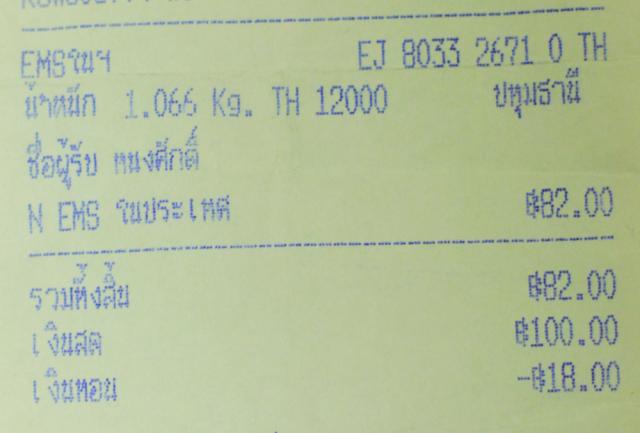 EMSในฯ EJ 8033 2671 0 TH
น้ำหนัก 1.066 Kg. TH 12000 ปทุมธานี
ชื่อผู้รับ ทนงศักดิ์
N EMS ในประเทศ ฿82.00
รวมทั้งสิ้น ฿82.00
เงินสด ฿100.00
เงินทอน -฿18.00